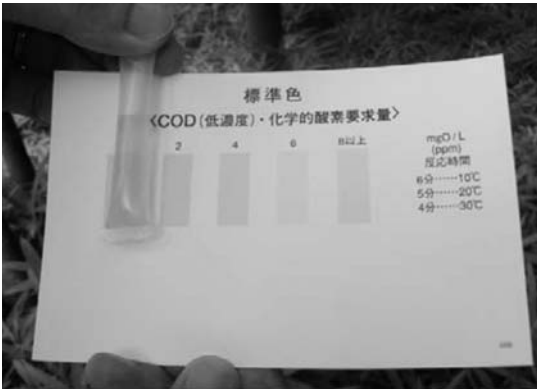 標準色
〈COD(低濃度)・化学的酸素要求量〉
2 4 6 8以上
mgO/L
(ppm)
反応時間
6分……10℃
5分……20℃
4分……30℃